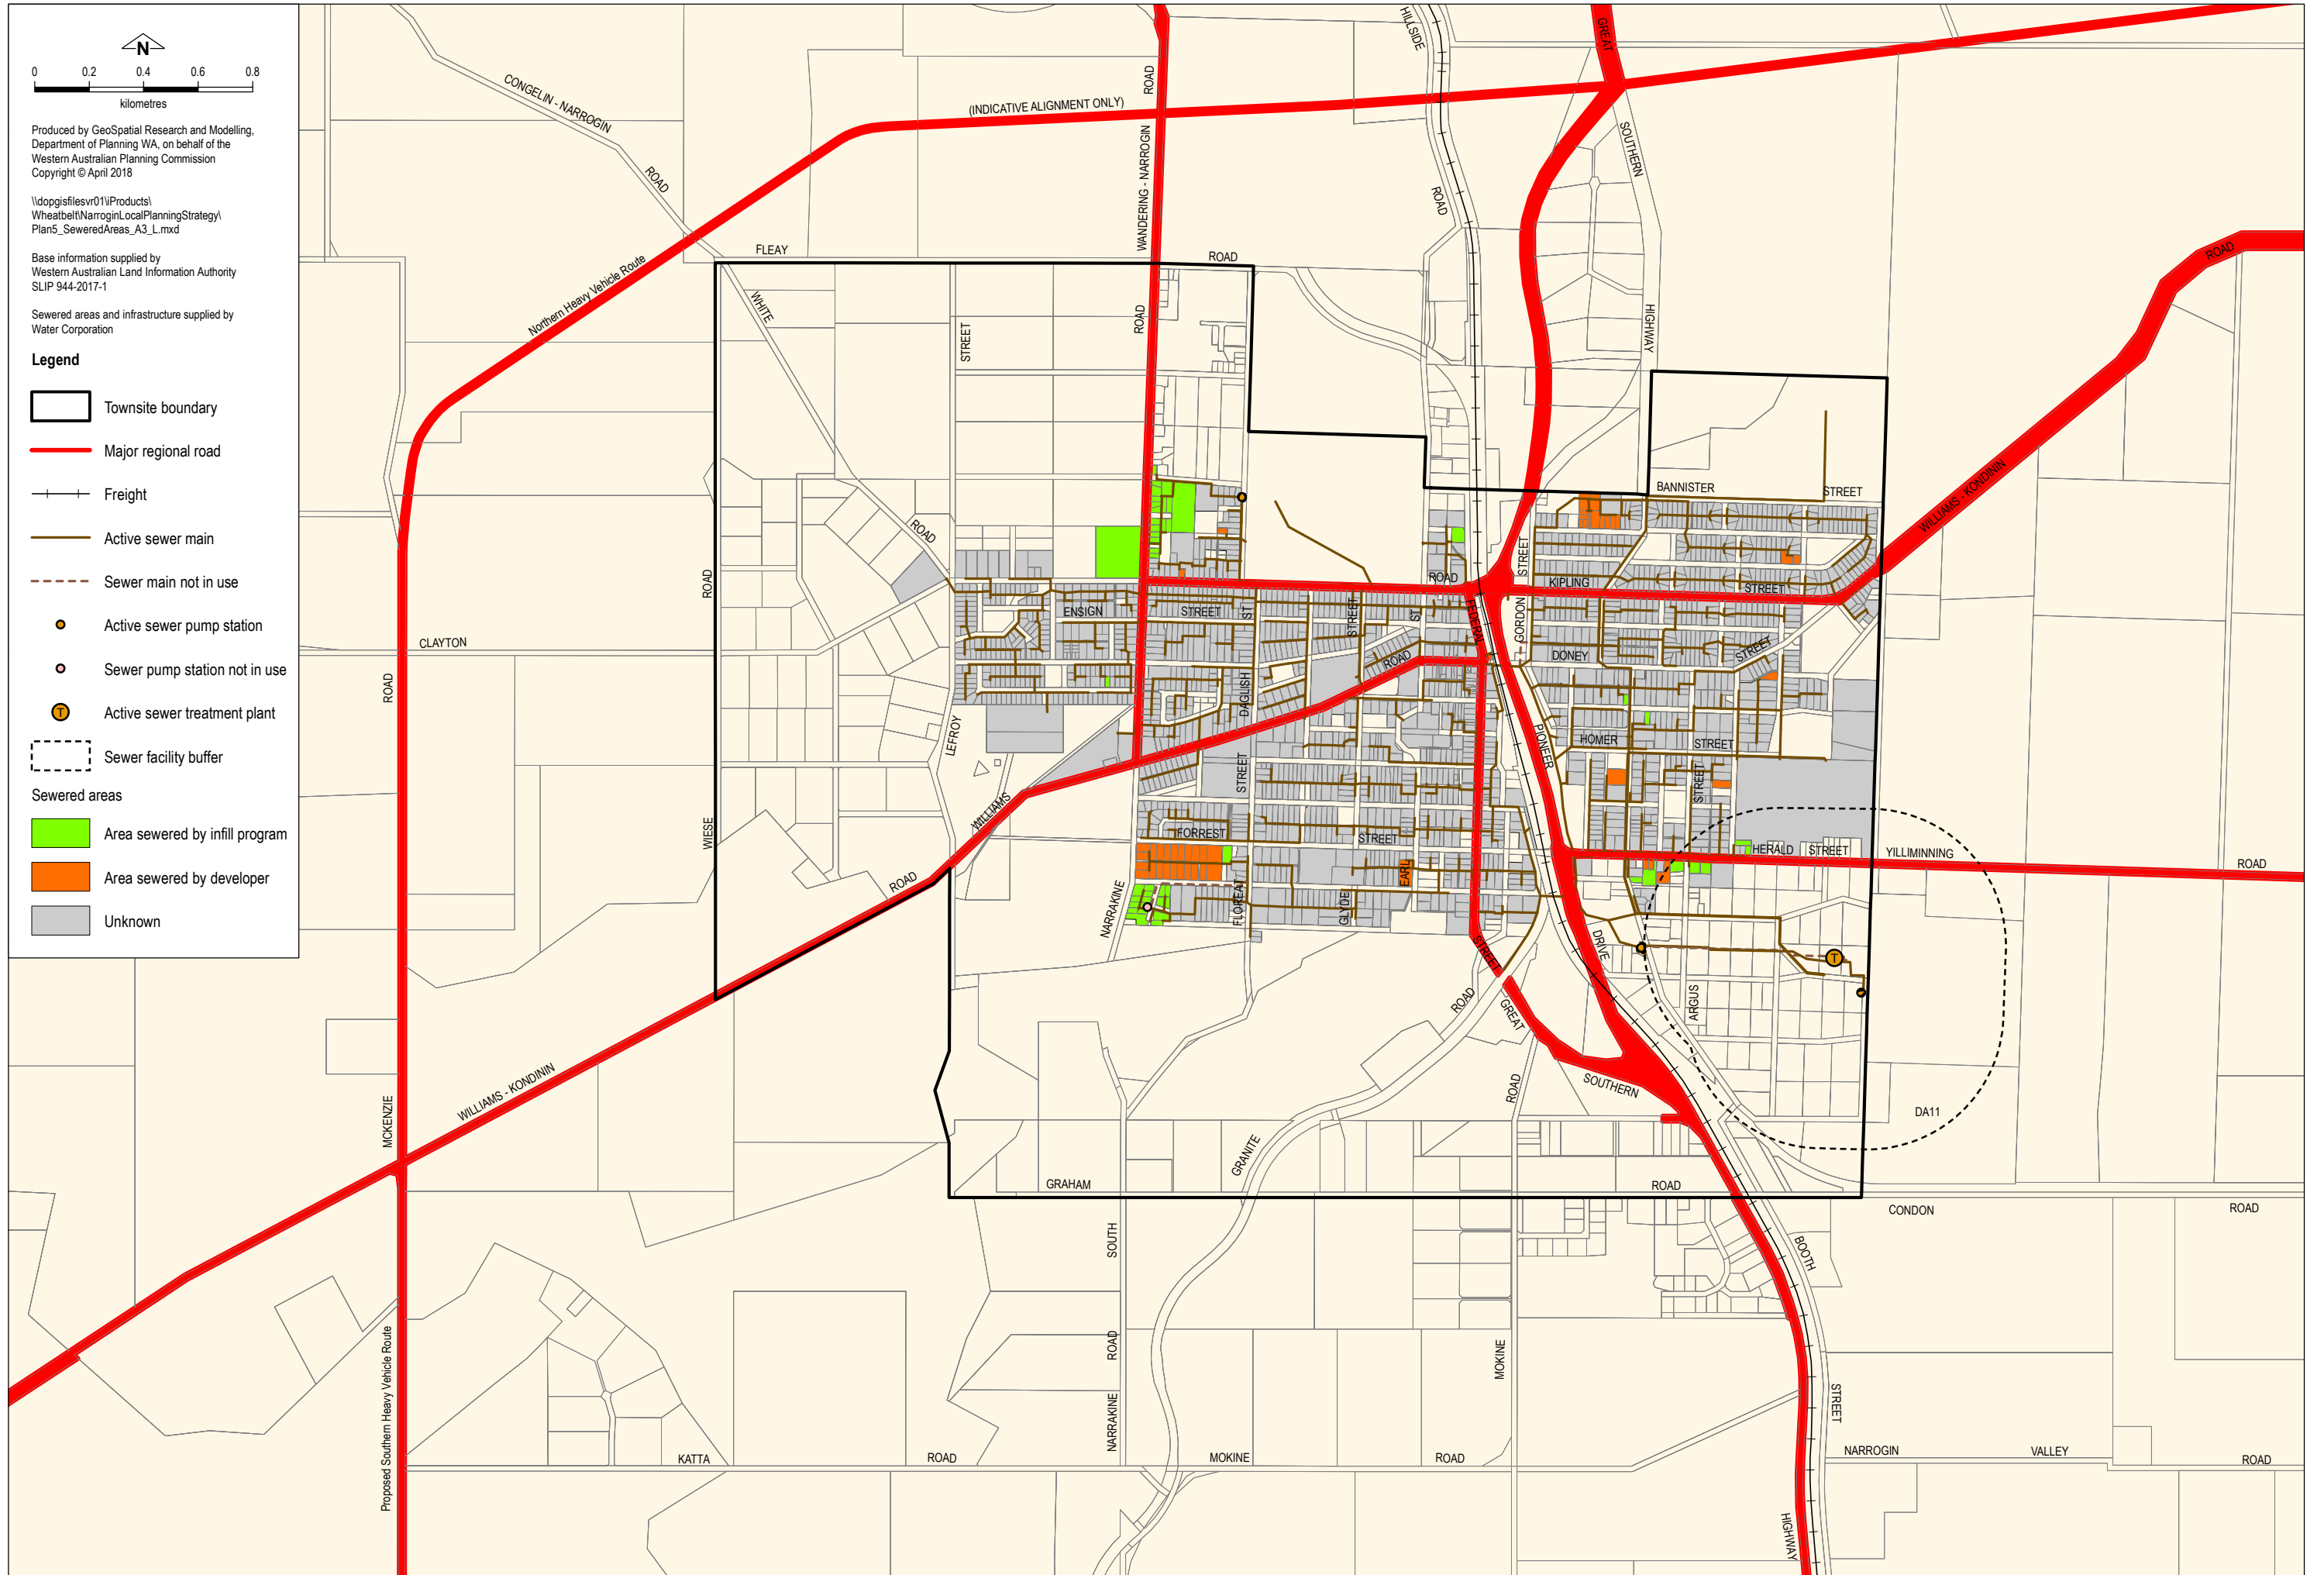 N
0 0.2 0.4 0.6 0.8
kilometres
Produced by GeoSpatial Research and Modelling,
Department of Planning WA, on behalf of the
Western Australian Planning Commission
Copyright © April 2018
\\dopgisfilesvr01\iProducts\
Wheatbelt\NarroginLocalPlanningStrategy\
Plan5_SeweredAreas_A3_L.mxd
Base information supplied by
Western Australian Land Information Authority
SLIP 944-2017-1
Sewered areas and infrastructure supplied by
Water Corporation
Legend
Townsite boundary
Major regional road
Freight
Active sewer main
Sewer main not in use
Active sewer pump station
Sewer pump station not in use
T
Active sewer treatment plant
Sewer facility buffer
Sewered areas
Area sewered by infill program
Area sewered by developer
Unknown
HILLSIDE
GREAT
CONGELIN - NARROGIN
ROAD
(INDICATIVE ALIGNMENT ONLY)
ROAD
WANDERING - NARROGIN
SOUTHERN
ROAD
FLEAY
ROAD
ROAD
Northern Heavy Vehicle Route
WHITE
STREET
ROAD
HIGHWAY
BANNISTER
STREET
WILLIAMS - KONDININ
ROAD
STREET
ROAD
KIPLING
STREET
ROAD
ENSIGN
STREET
ST
STREET
ST
FEDERAL
GORDON
CLAYTON
ROAD
DONEY
STREET
ROAD
DAGLISH
LEFROY
PIONEER
HOMER
STREET
STREET
STREET
WILLIAMS
WIESE
FORREST
STREET
HERALD
STREET
YILLIMINNING
ROAD
ROAD
EARL
NARRAKINE
FLOREAT
GLYDE
STREET
DRIVE
T
ROAD
GREAT
ARGUS
WILLIAMS - KONDININ
ROAD
SOUTHERN
MCKENZIE
DA11
GRANITE
GRAHAM
ROAD
CONDON
ROAD
SOUTH
BOOTH
Proposed Southern Heavy Vehicle Route
ROAD
MOKINE
STREET
NARRAKINE
KATTA
ROAD
MOKINE
ROAD
NARROGIN
VALLEY
ROAD
HIGHWAY